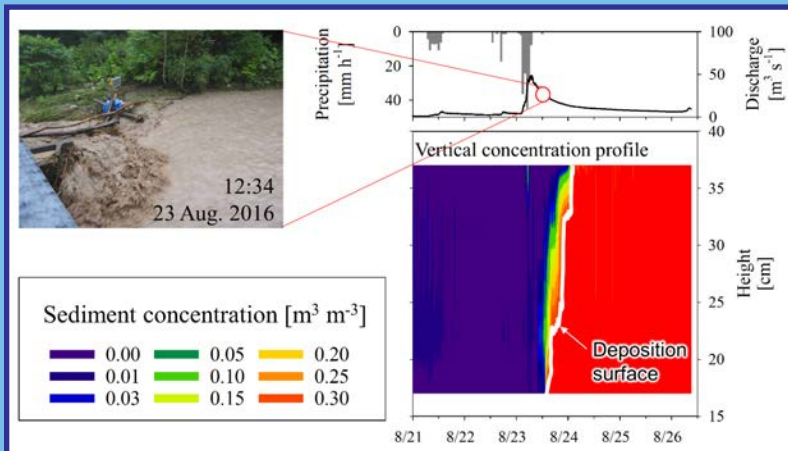 12:34
23 Aug. 2016
Precipitation
[mm h⁻¹]
0
20
40
100
50
0
Discharge
[m³ s⁻¹]
Vertical concentration profile
40
35
30
25
20
15
Height
[cm]
Deposition
surface
8/21 8/22 8/23 8/24 8/25 8/26
Sediment concentration [m³ m⁻³]
0.00 0.05 0.20
0.01 0.10 0.25
0.03 0.15 0.30